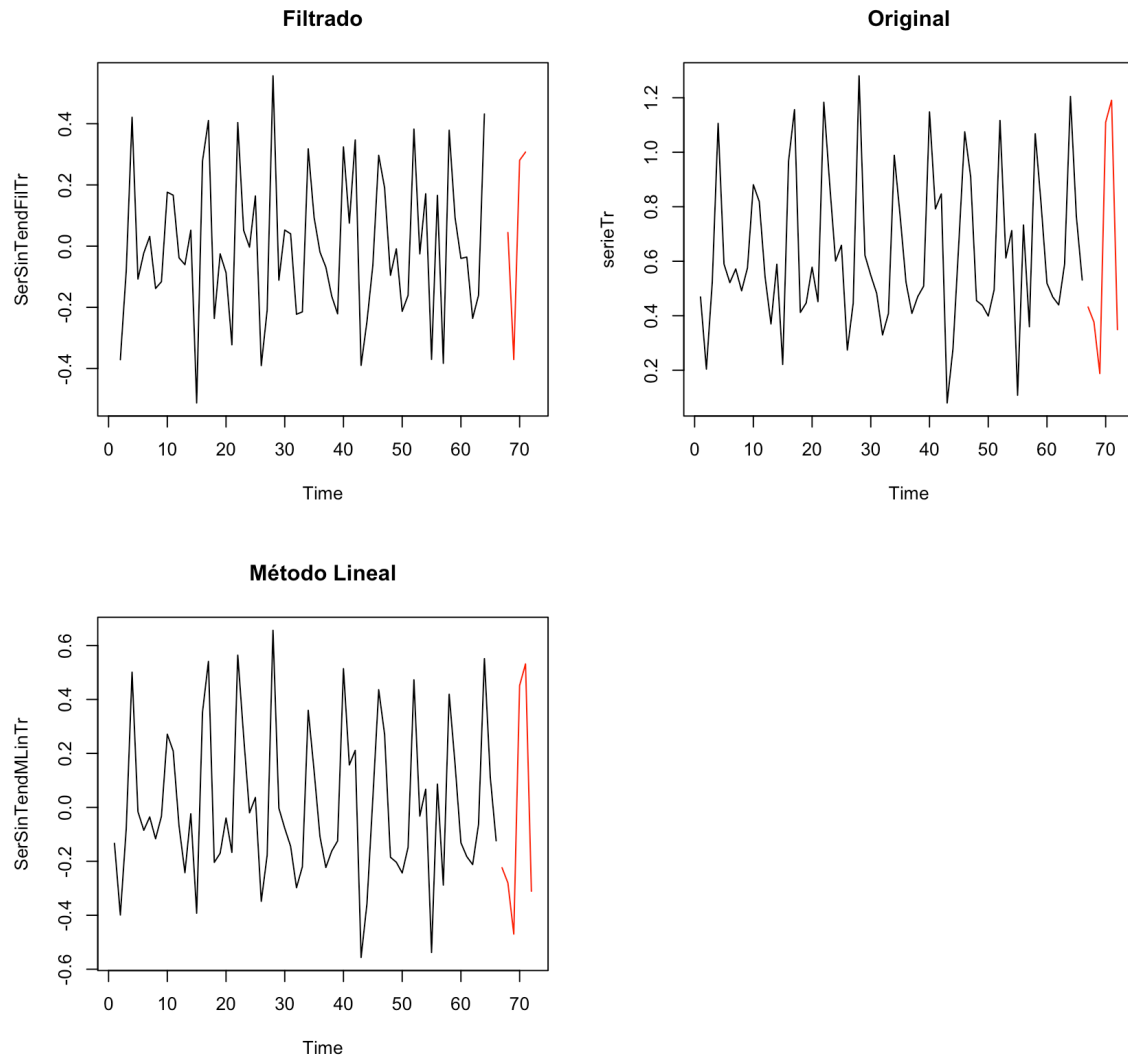 Filtrado
SerSinTendFilTr
0.4
0.2
0.0
-0.2
-0.4
0 10 20 30 40 50 60 70
Time
Original
serieTr
1.2
1.0
0.8
0.6
0.4
0.2
0 10 20 30 40 50 60 70
Time
Método Lineal
SerSinTendMLinTr
0.6
0.4
0.2
0.0
-0.2
-0.4
-0.6
0 10 20 30 40 50 60 70
Time